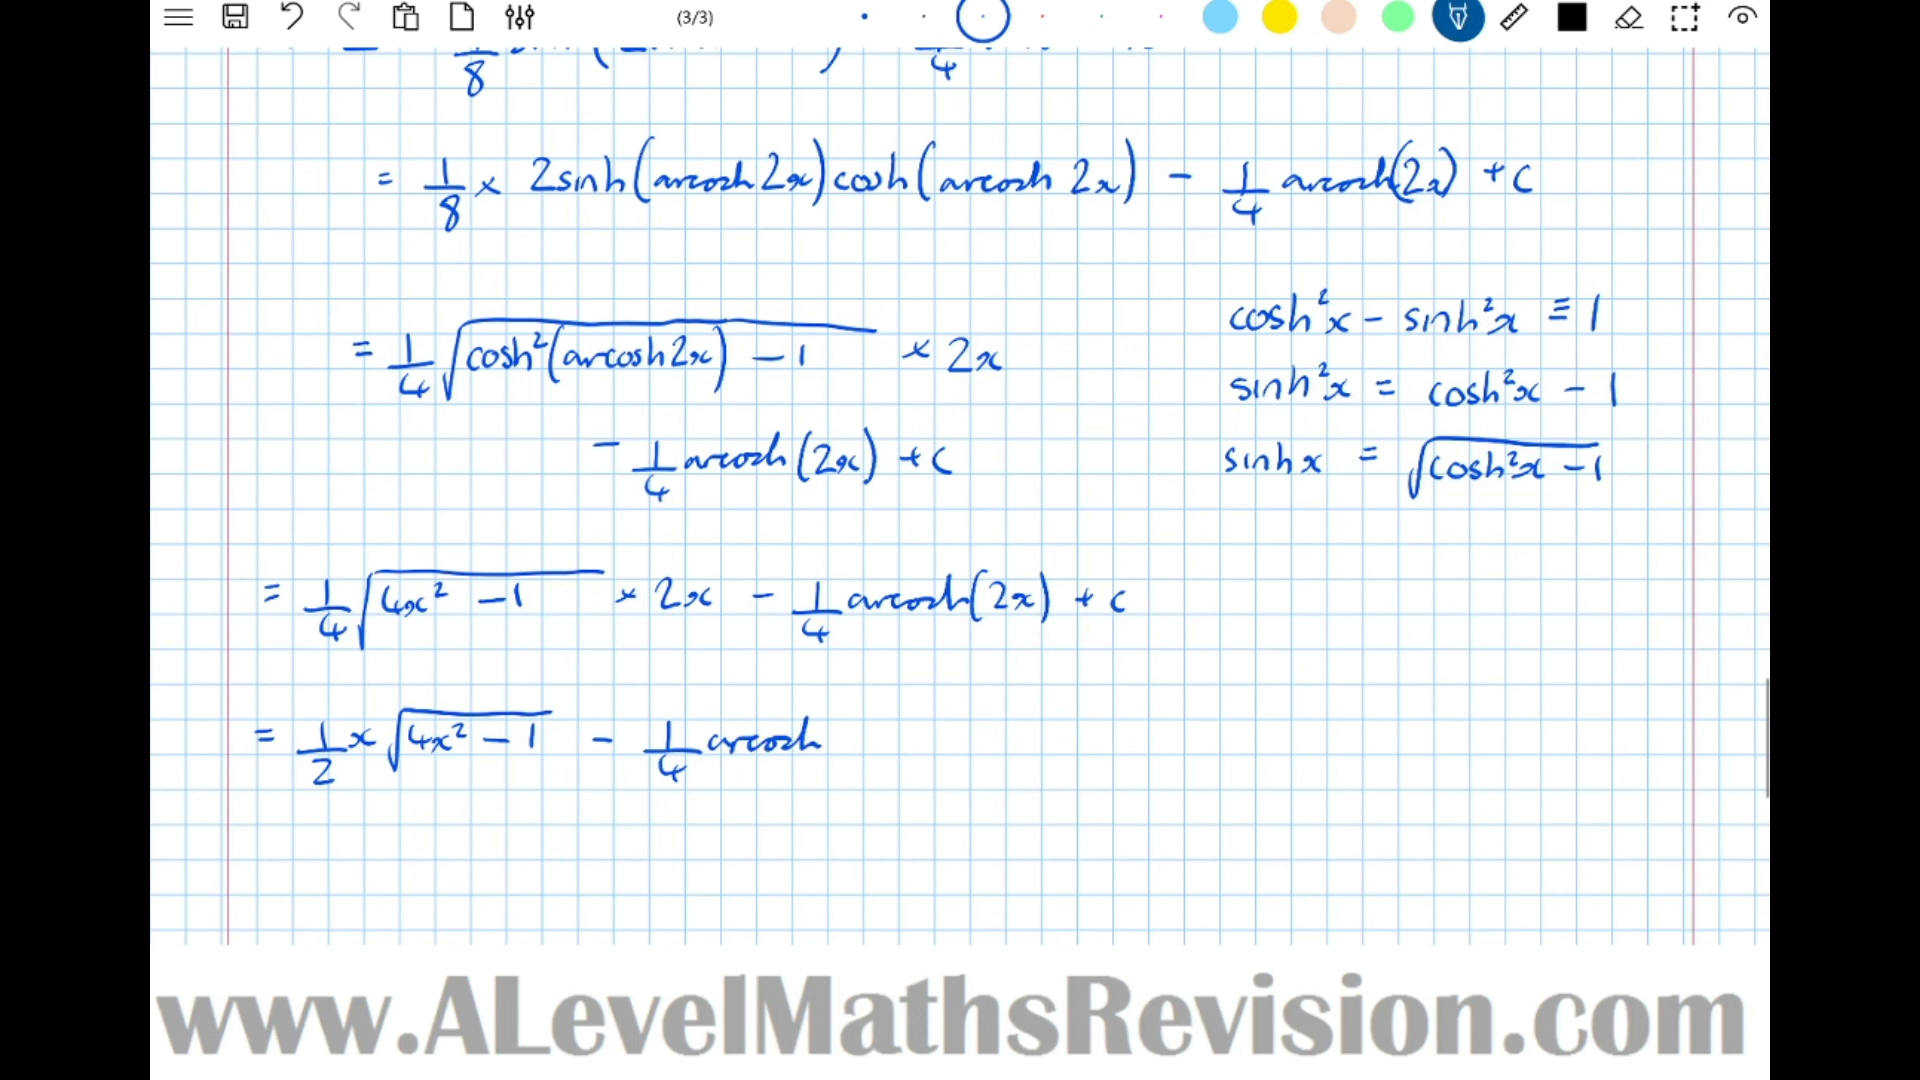 (3/3)
= 1/8 × 2sinh(arcosh 2x)cosh(arcosh 2x) - 1/4 arcosh(2x) + c
= 1/4 √(cosh²(arcosh 2x) - 1) × 2x
- 1/4 arcosh(2x) + c
cosh²x - sinh²x ≡ 1
sinh²x = cosh²x - 1
sinh x = √(cosh²x - 1)
= 1/4 √(4x² - 1) × 2x - 1/4 arcosh(2x) + c
= 1/2 x √(4x² - 1) - 1/4 arcosh
www.ALevelMathsRevision.com